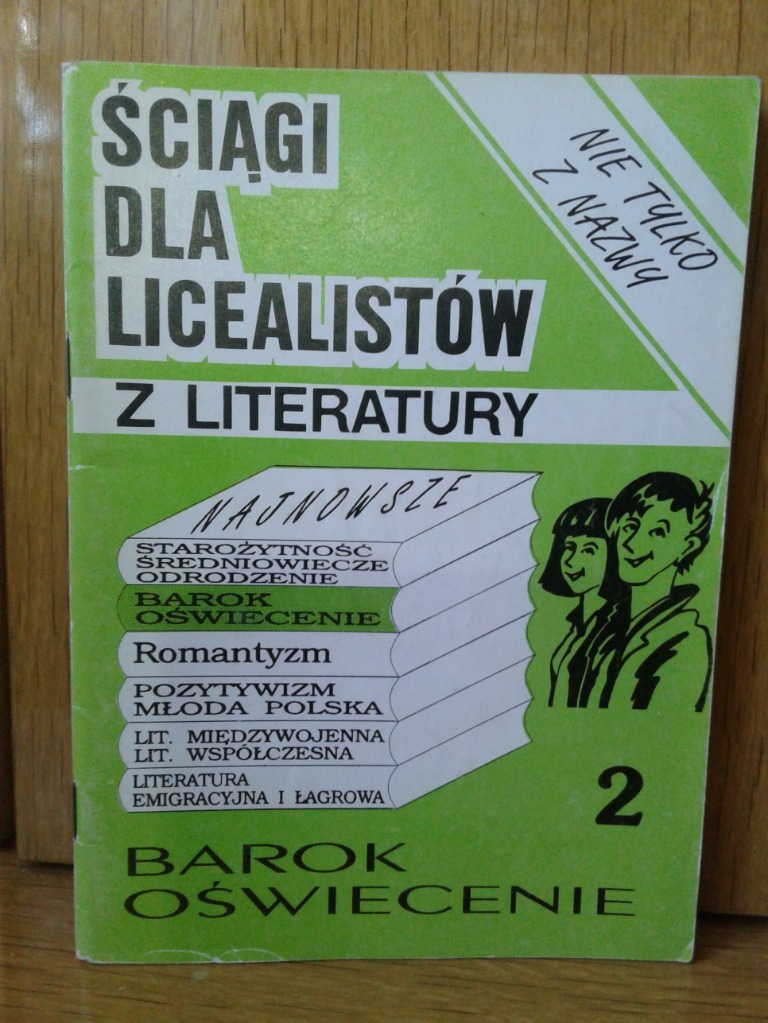 ŚCIĄGI
DLA
LICEALISTÓW
Z LITERATURY
NIE TYLKO
Z NAZWY
NAJNOWSZE
STAROŻYTNOŚĆ
ŚREDNIOWIECZE
ODRODZENIE
BAROK
OŚWIECENIE
Romantyzm
POZYTYWIZM
MŁODA POLSKA
LIT. MIĘDZYWOJENNA
LIT. WSPÓŁCZESNA
LITERATURA
EMIGRACYJNA I ŁAGROWA
2
BAROK
OŚWIECENIE